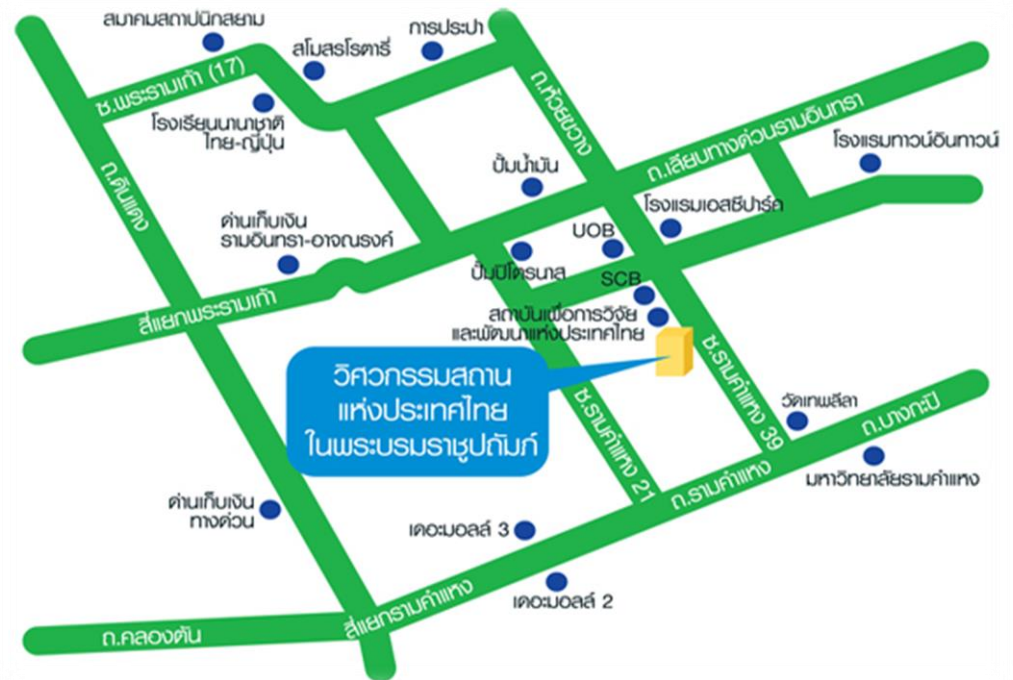 สมาคมสถาปนิกสยาม
การประปา
สโมสรโรตารี่
ซ.พระรามเก้า (17)
โรงเรียนนานาชาติ
ไทย-ญี่ปุ่น
ถ.ห้วยขวาง
ถ.เลียบทางด่วนรามอินทรา
โรงแรมทาวน์อินทาวน์
ปั๊มน้ำมัน
ถ.ดินแดง
โรงแรมเอสซีปาร์ค
ด่านเก็บเงิน
รามอินทรา-อาจณรงค์
UOB
ปั๊มปิโตรนาส
SCB
สี่แยกพระรามเก้า
สถาบันเพื่อการวิจัย
และพัฒนาแห่งประเทศไทย
วิศวกรรมสถาน
แห่งประเทศไทย
ในพระบรมราชูปถัมภ์
ซ.รามคำแหง 39
ซ.รามคำแหง 21
วัดเทพลีลา
ถ.บางกะปิ
มหาวิทยาลัยรามคำแหง
ถ.รามคำแหง
ด่านเก็บเงิน
ทางด่วน
เดอะมอลล์ 3
เดอะมอลล์ 2
สี่แยกรามคำแหง
ถ.คลองตัน